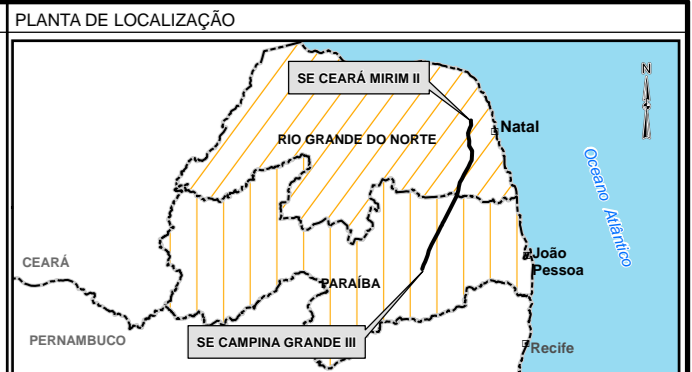 PLANTA DE LOCALIZAÇÃO
SE CEARÁ MIRIM II
N
Natal
RIO GRANDE DO NORTE
Oceano Atlântico
CEARÁ
João
Pessoa
PARAÍBA
PERNAMBUCO
SE CAMPINA GRANDE III
Recife